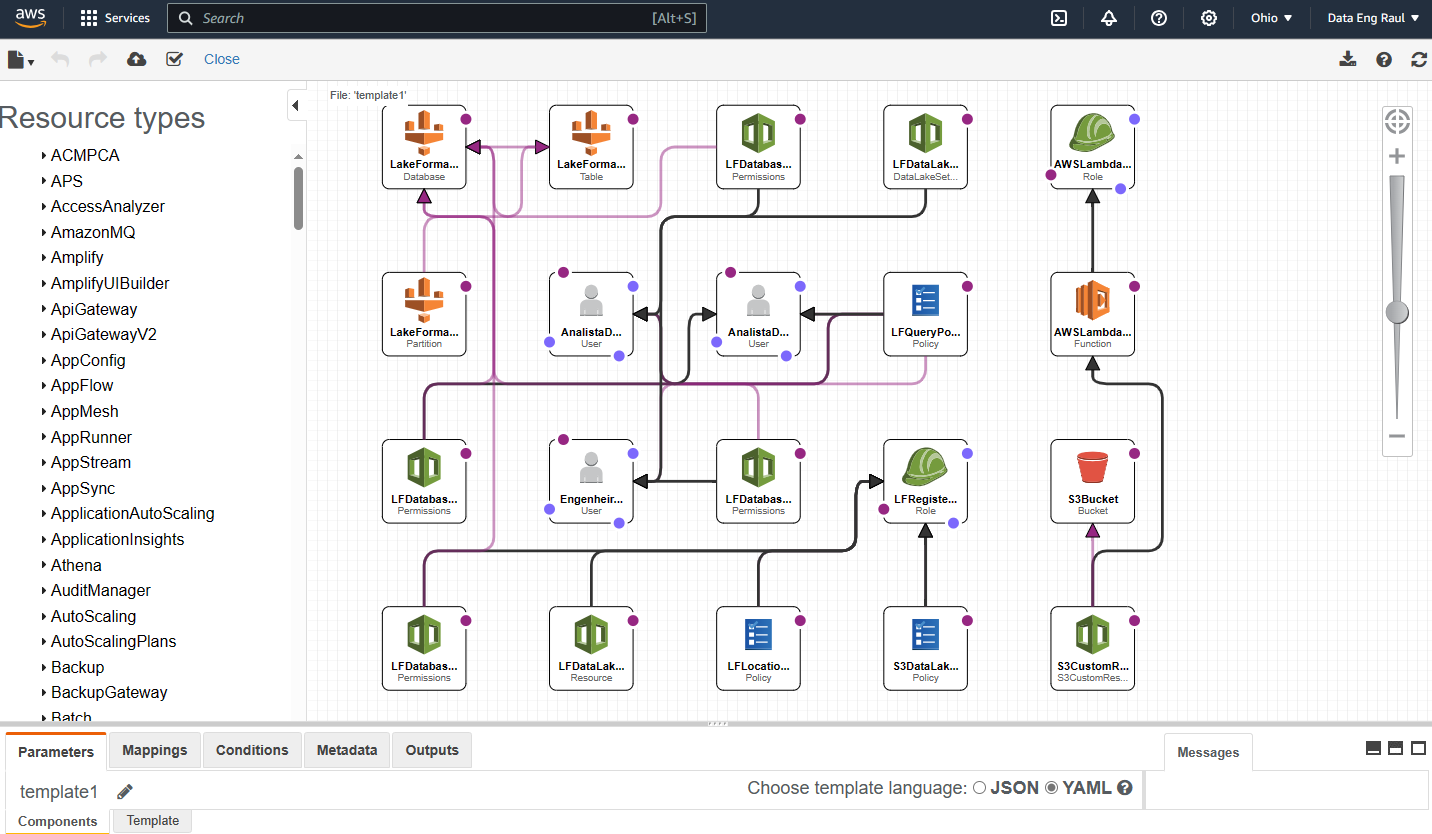 aws
Services
Search
[Alt+S]
Ohio
Data Eng Raul
Close
Resource types
ACMPCA
APS
AccessAnalyzer
AmazonMQ
Amplify
AmplifyUIBuilder
ApiGateway
ApiGatewayV2
AppConfig
AppFlow
AppMesh
AppRunner
AppStream
AppSync
ApplicationAutoScaling
ApplicationInsights
Athena
AuditManager
AutoScaling
AutoScalingPlans
Backup
BackupGateway
Batch
File: 'template1'
LakeForma...
Database
LakeForma...
Table
LFDatabas...
Permissions
LFDataLak...
DataLakeSet...
AWSLambda...
Role
LakeForma...
Partition
AnalistaD...
User
AnalistaD...
User
LFQueryPo...
Policy
AWSLambda...
Function
LFDatabas...
Permissions
Engenheir...
User
LFDatabas...
Permissions
LFRegiste...
Role
S3Bucket
Bucket
LFDatabas...
Permissions
LFDataLak...
Resource
LFLocatio...
Policy
S3DataLak...
Policy
S3CustomR...
S3CustomRes...
Parameters
Mappings
Conditions
Metadata
Outputs
Messages
template1
Choose template language: JSON YAML
Components
Template